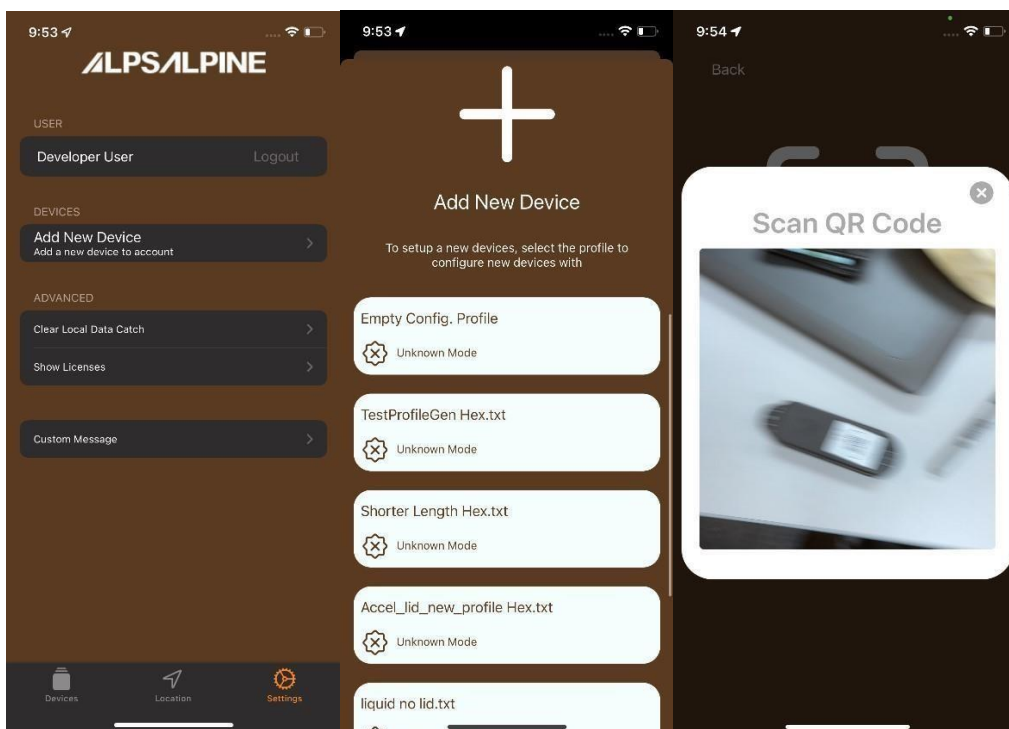 9:53
ALPSALPINE
USER
Developer User
Logout
DEVICES
Add New Device
Add a new device to account
ADVANCED
Clear Local Data Catch
Show Licenses
Custom Message
Devices
Location
Settings
9:53
Add New Device
To setup a new devices, select the profile to
configure new devices with
Empty Config. Profile
Unknown Mode
TestProfileGen Hex.txt
Unknown Mode
Shorter Length Hex.txt
Unknown Mode
Accel_lid_new_profile Hex.txt
Unknown Mode
liquid no lid.txt
9:54
Back
Scan QR Code